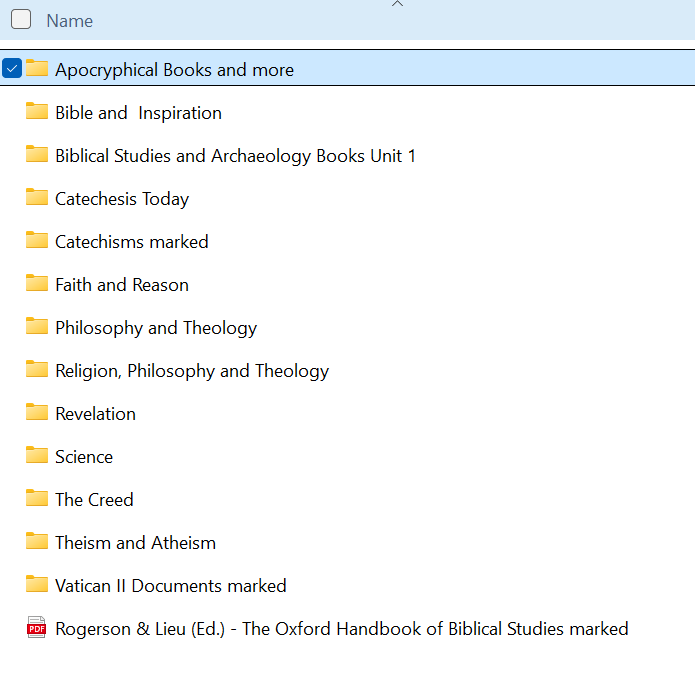 Name
Apocryphical Books and more
Bible and  Inspiration
Biblical Studies and Archaeology Books Unit 1
Catechesis Today
Catechisms marked
Faith and Reason
Philosophy and Theology
Religion, Philosophy and Theology
Revelation
Science
The Creed
Theism and Atheism
Vatican II Documents marked
PDF Rogerson & Lieu (Ed.) - The Oxford Handbook of Biblical Studies marked